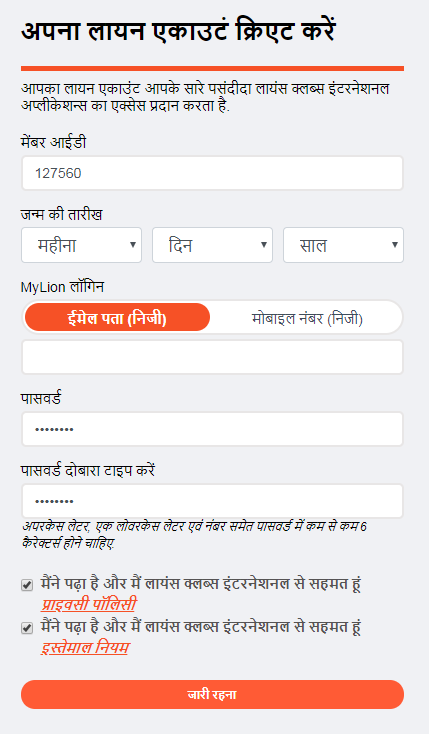 अपना लायन एकाउटं क्रिएट करें
आपका लायन एकाउंट आपके सारे पसंदीदा लायंस क्लब्स इंटरनेशनल
अप्लीकेशन्स का एक्सेस प्रदान करता है.
मेंबर आईडी
127560
जन्म की तारीख
महीना दिन साल
MyLion लॉगिन
ईमेल पता (निजी) मोबाइल नंबर (निजी)
पासवर्ड
••••••••
पासवर्ड दोबारा टाइप करें
••••••••
अपरकेस लेटर, एक लोवरकेस लेटर एवं नंबर समेत पासवर्ड में कम से कम 6
कैरेक्टर्स होने चाहिए.
मैंने पढ़ा है और मैं लायंस क्लब्स इंटरनेशनल से सहमत हूं
प्राइवसी पॉलिसी
मैंने पढ़ा है और मैं लायंस क्लब्स इंटरनेशनल से सहमत हूं
इस्तेमाल नियम
जारी रहना